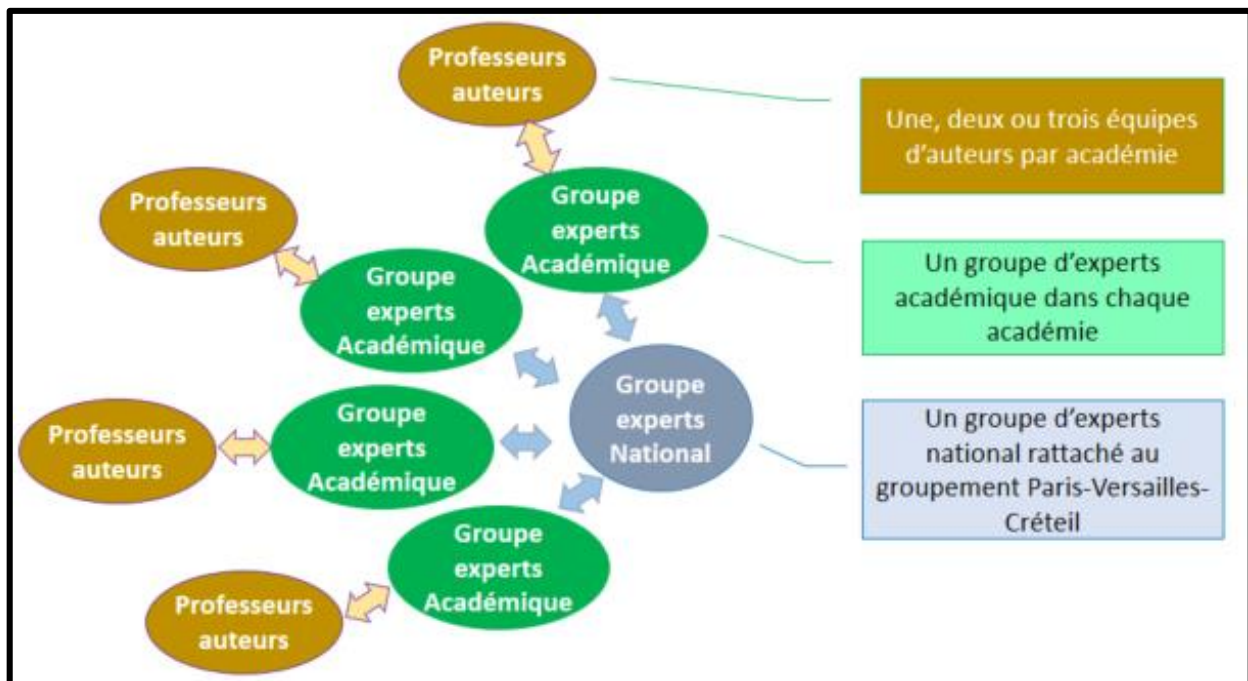 Professeurs
auteurs
Professeurs
auteurs
Professeurs
auteurs
Professeurs
auteurs
Groupe
experts
Académique
Groupe
experts
Académique
Groupe
experts
Académique
Groupe
experts
Académique
Groupe
experts
National
Une, deux ou trois équipes
d'auteurs par académie
Un groupe d'experts
académique dans chaque
académie
Un groupe d'experts
national rattaché au
groupement Paris-Versailles-
Créteil